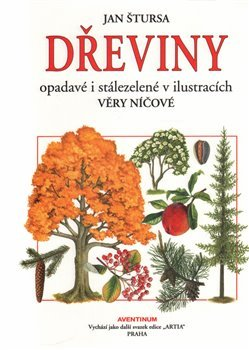 JAN ŠTURSA
DŘEVINY
opadavé i stálezelené v ilustracích
VĚRY NÍČOVÉ
AVENTINUM
Vychází jako další svazek edice „ARTIA“
PRAHA